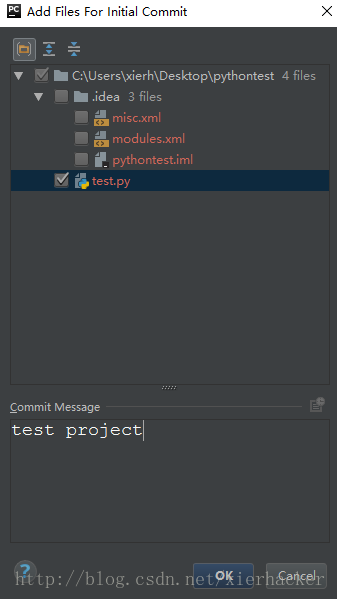 PC Add Files For Initial Commit
C:\Users\xierh\Desktop\pythontest 4 files
.idea 3 files
misc.xml
modules.xml
pythontest.iml
test.py
Commit Message
test project
? OK Cancel
http://blog.csdn.net/xierhacker